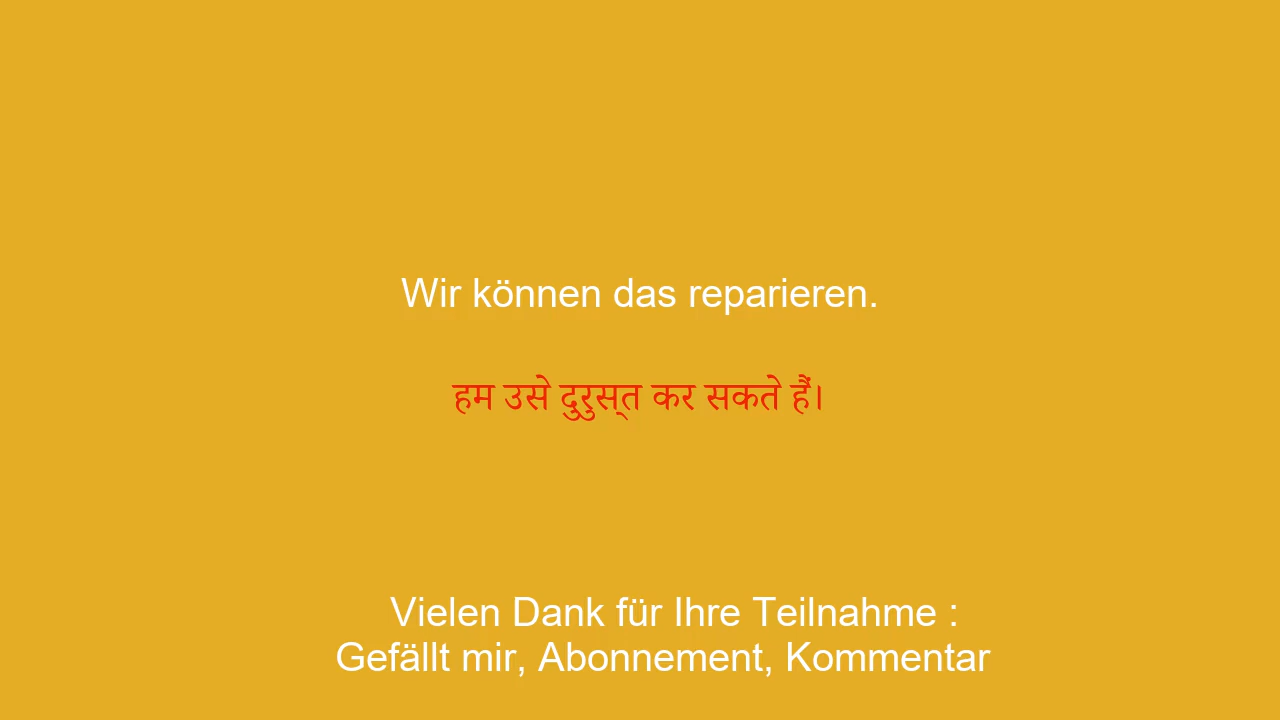 Wir können das reparieren.
हम उसे दुरुस्त कर सकते हैं।
Vielen Dank für Ihre Teilnahme :
Gefällt mir, Abonnement, Kommentar